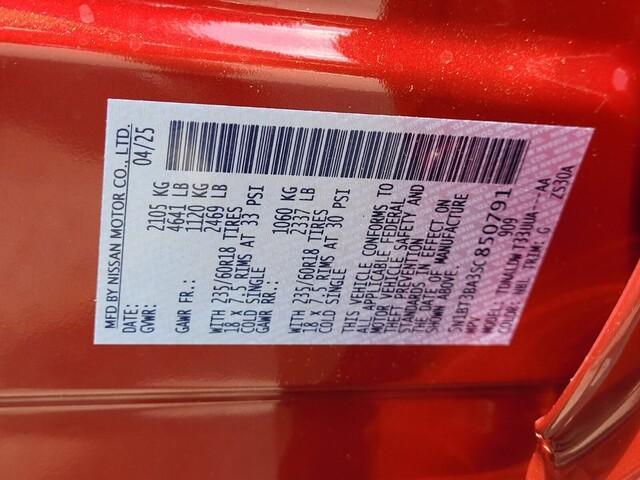 MFD BY NISSAN MOTOR CO., LTD.
DATE: 04/25
GVWR: 2105 KG
4641 LB
GAWR FR.: 1120 KG
2469 LB
WITH 235/60R18 TIRES
18 X 7.5 RIMS AT 33 PSI
COLD SINGLE
GAWR RR.: 1060 KG
2337 LB
WITH 235/60R18 TIRES
18 X 7.5 RIMS AT 30 PSI
COLD SINGLE
THIS VEHICLE CONFORMS TO
ALL APPLICABLE FEDERAL
MOTOR VEHICLE SAFETY AND
THEFT PREVENTION
STANDARDS IN EFFECT ON
THE DATE OF MANUFACTURE
SHOWN ABOVE.
850791
MPV 909
MODEL:
COLOR: NBL TRIM: G ZS30A